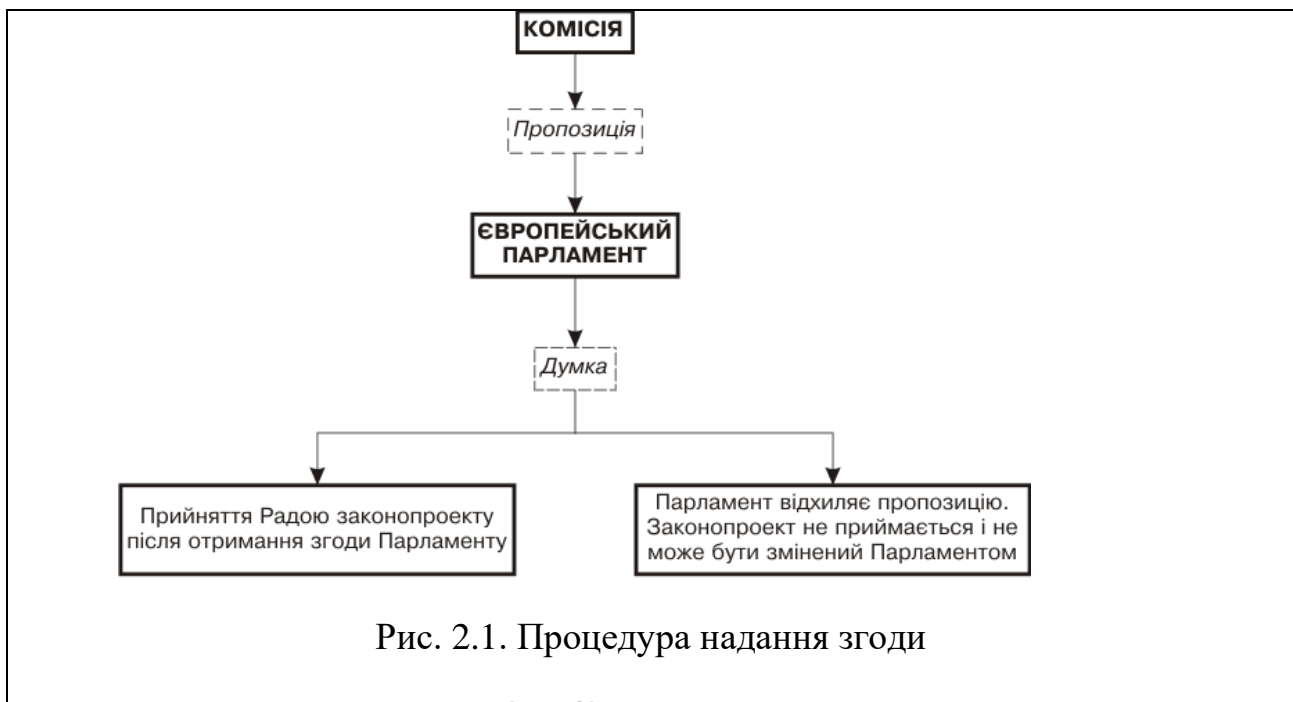 КОМІСІЯ
Пропозиція
ЄВРОПЕЙСЬКИЙ
ПАРЛАМЕНТ
Думка
Прийняття Радою законопроекту
після отримання згоди Парламенту
Парламент відхиляє пропозицію.
Законопроект не приймається і не
може бути змінений Парламентом
Рис. 2.1. Процедура надання згоди